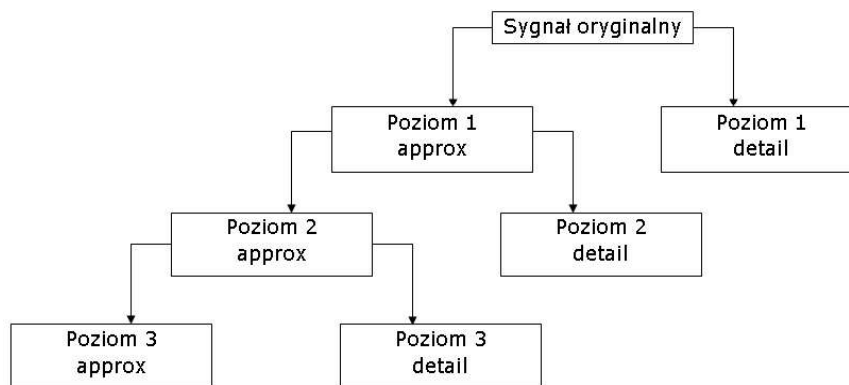 Sygnał oryginalny
Poziom 1
approx
Poziom 1
detail
Poziom 2
approx
Poziom 2
detail
Poziom 3
approx
Poziom 3
detail